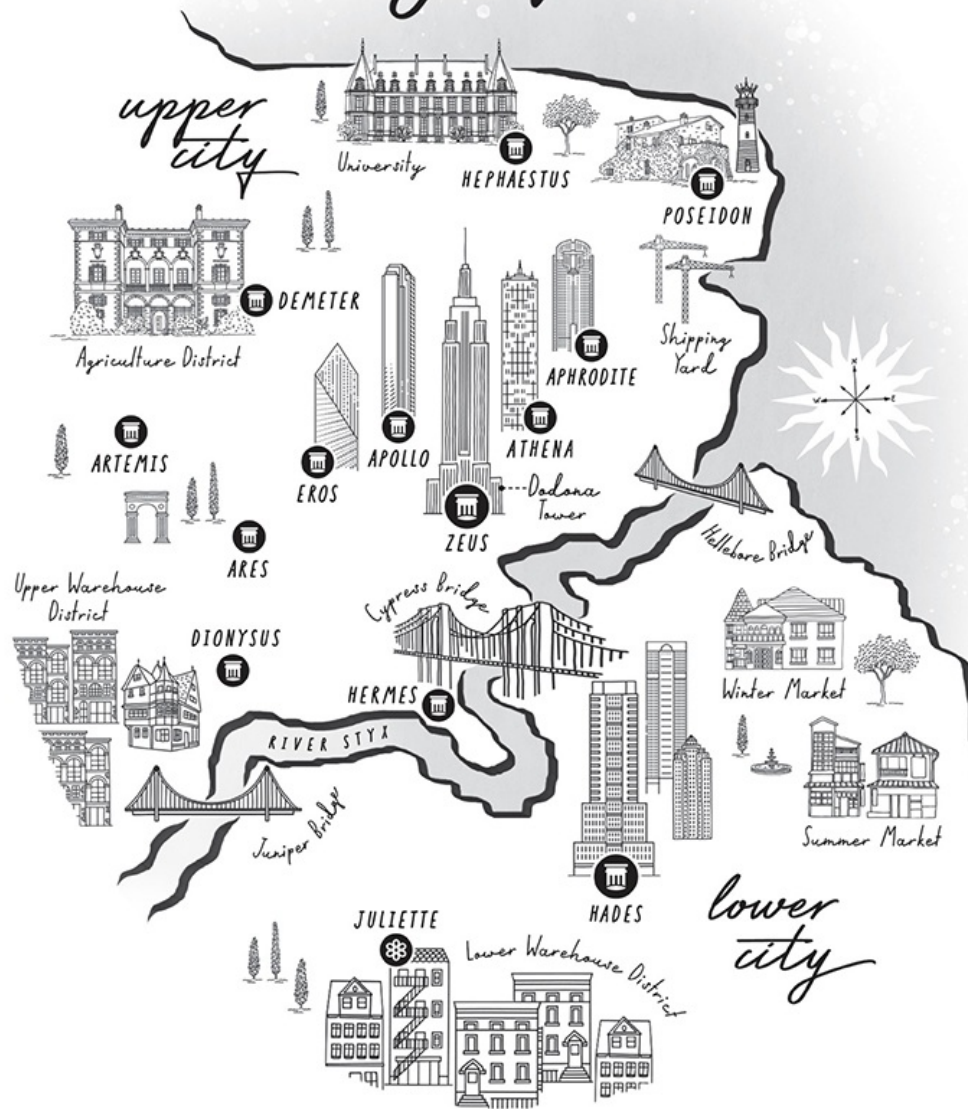 upper
city
University
HEPHAESTUS
POSEIDON
DEMETER
Agriculture District
Shipping
Yard
APHRODITE
ARTEMIS
APOLLO
ATHENA
EROS
Dodona
Tower
ZEUS
N
W
E
S
ARES
Hellebore Bridge
Upper Warehouse
District
Cypress Bridge
DIONYSUS
HERMES
Winter Market
RIVER STYX
Juniper Bridge
Summer Market
HADES
lower
city
JULIETTE
Lower Warehouse District